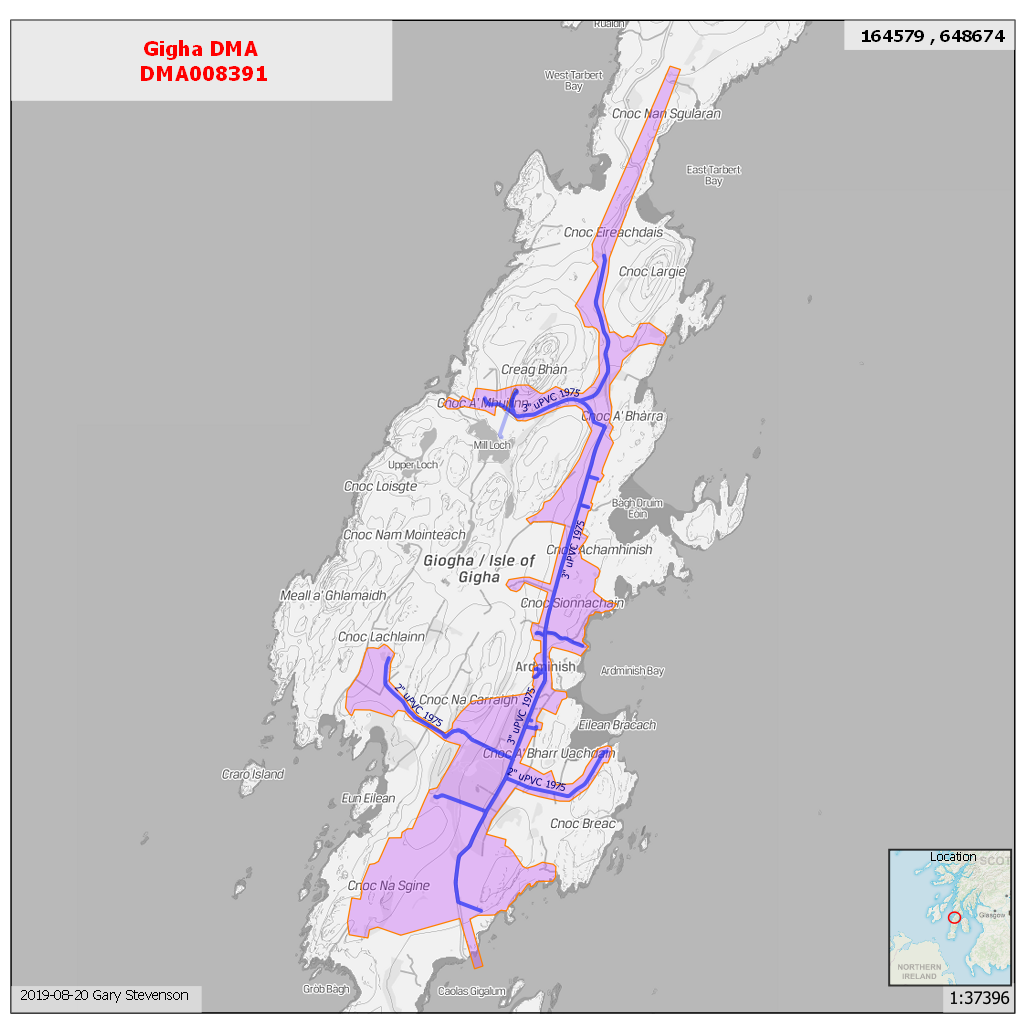 Ruaidh
Gigha DMA
DMA008391
164579 , 648674
West Tarbert
Bay
Cnoc Nan Sgularan
East Tarbert
Bay
Cnoc Eireachdais
Cnoc Largie
Creag Bhàn
Cnoc A' Mhuilinn
3" uPVC 1975
Cnoc A' Bhàrra
Mill Loch
Upper Loch
Cnoc Loisgte
Bàgh Druim
Eòin
Cnoc Nam Mointeach
3" uPVC 1975
Cnoc Achamhinish
Giogha / Isle of
Gigha
Meall a' Ghlamaidh
Cnoc Sionnachain
Cnoc Lachlainn
Ardminish
Ardminish Bay
2" uPVC 1975
Cnoc Na Carraigh
3" uPVC 1975
Eilean Bracach
Cnoc A' Bharr Uachdain
Craro Island
2" uPVC 1975
Eun Eilean
Cnoc Breac
Cnoc Na Sgine
Location
SCOT
Glasgow
NORTHERN
IRELAND
Grob Bàgh
Caolas Gigalum
2019-08-20 Gary Stevenson
1:37396